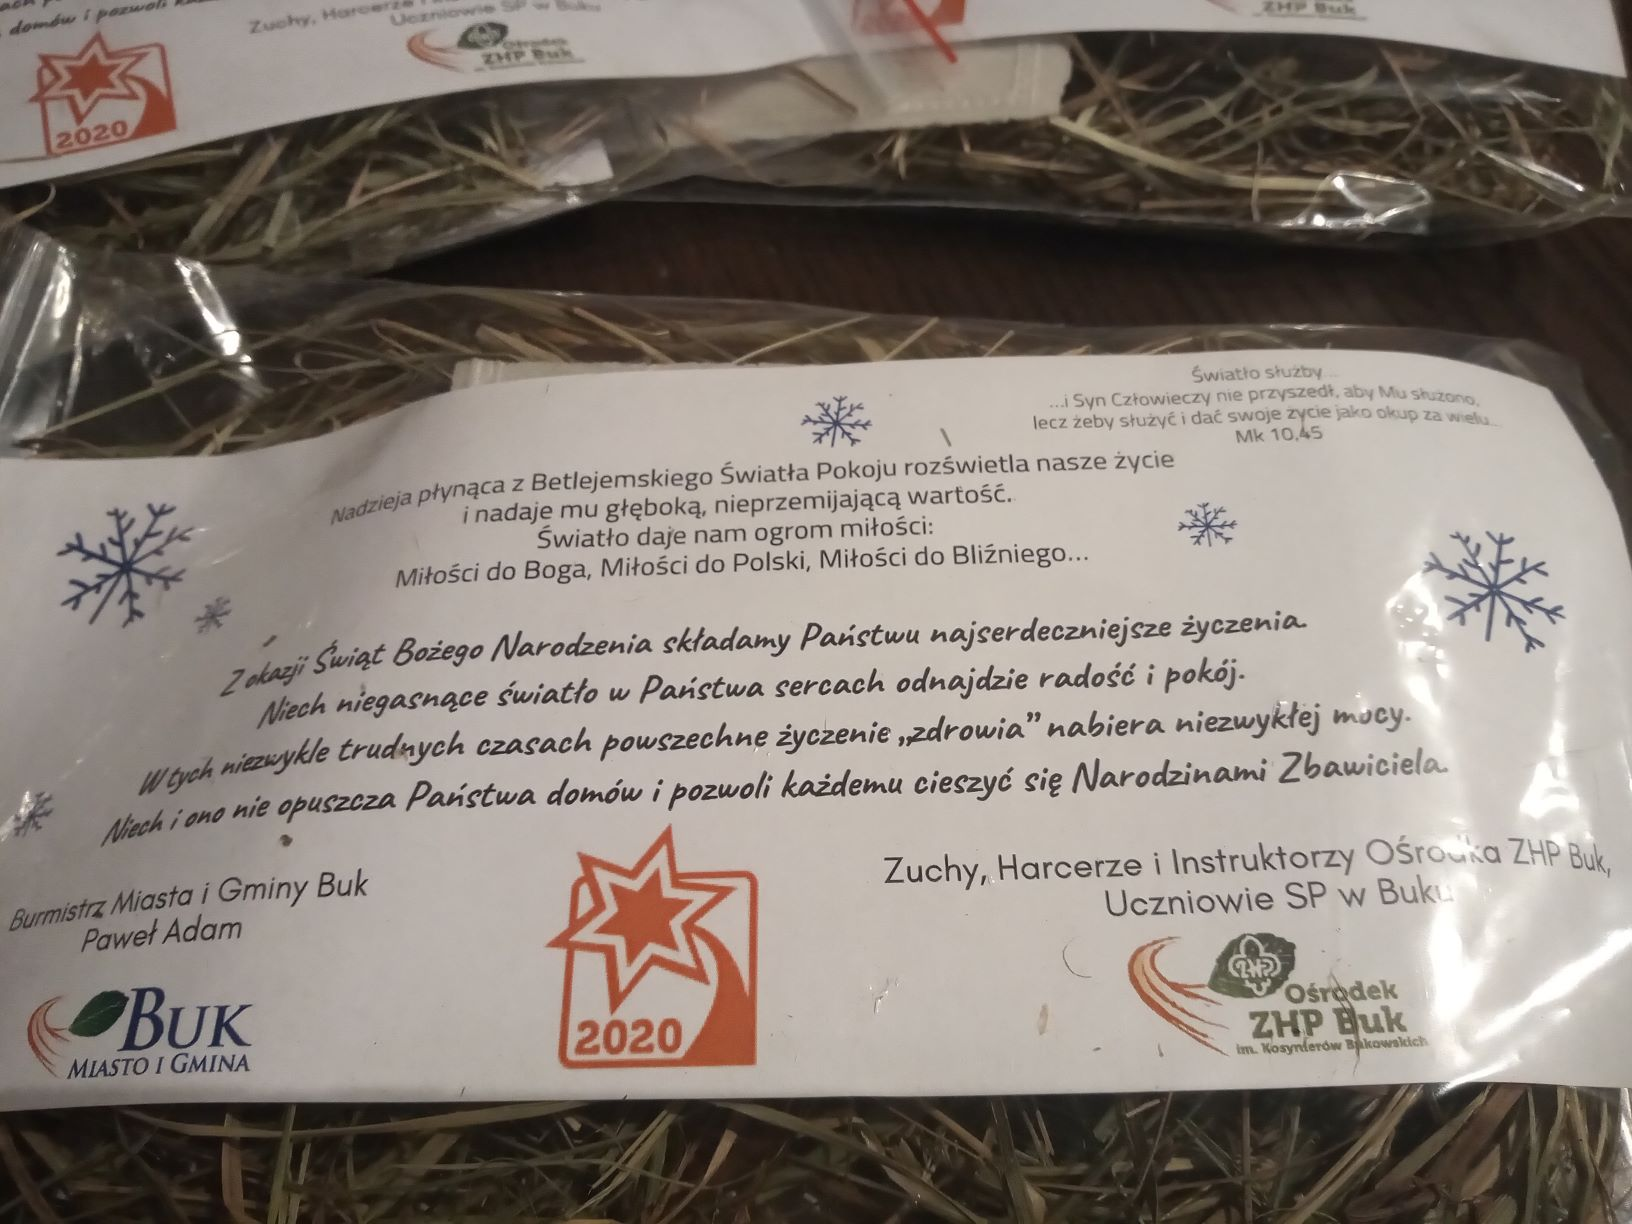 domów i pozwoli
Zuchy, Harcerze
Uczniowie SP w Buku
2020
Ośrodek
ZHP Buk
ZHP Buk
Światło służby...
...i Syn Człowieczy nie przyszedł, aby Mu służono,
lecz żeby służyć i dać swoje życie jako okup za wielu...
Mk 10,45
Nadzieja płynąca z Betlejemskiego Światła Pokoju rozświetla nasze życie
i nadaje mu głęboką, nieprzemijającą wartość.
Światło daje nam ogrom miłości:
Miłości do Boga, Miłości do Polski, Miłości do Bliźniego...
Z okazji Świąt Bożego Narodzenia składamy Państwu najserdeczniejsze życzenia.
Niech niegasnące światło w Państwa sercach odnajdzie radość i pokój.
W tych niezwykle trudnych czasach powszechne życzenie „zdrowia” nabiera niezwykłej mocy.
Niech i ono nie opuszcza Państwa domów i pozwoli każdemu cieszyć się Narodzinami Zbawiciela.
Burmistrz Miasta i Gminy Buk
Paweł Adam
Zuchy, Harcerze i Instruktorzy Ośrodka ZHP Buk,
Uczniowie SP w Buku
BUK
MIASTO I GMINA
2020
ZHP
Ośrodek
ZHP Buk
im. Kosynierów Bukowskich